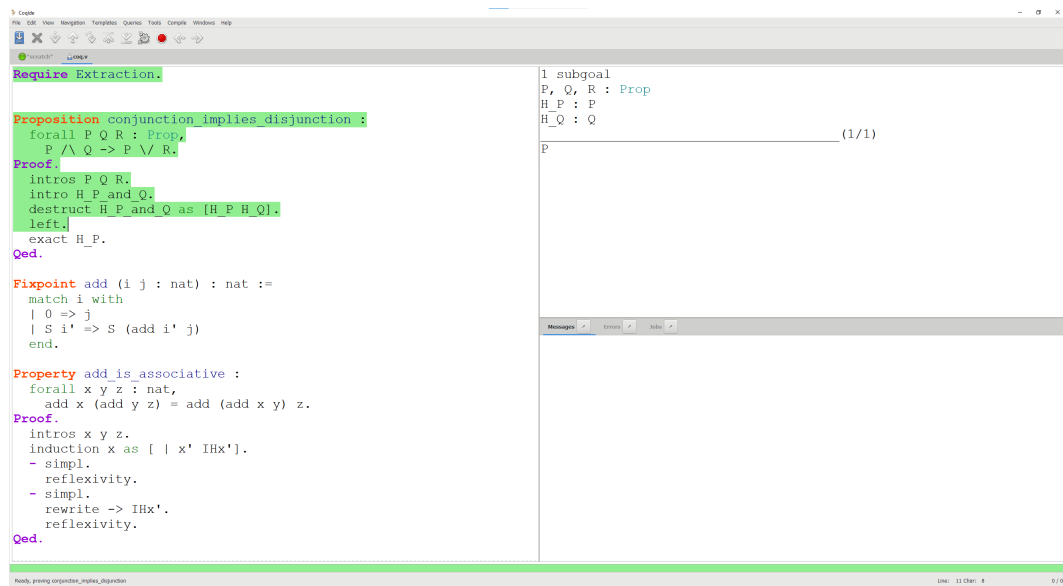 Coqide
File Edit View Navigation Templates Queries Tools Compile Windows Help
*scratch* coq.v
Require Extraction.
Proposition conjunction_implies_disjunction :
forall P Q R : Prop,
P /\ Q -> P \/ R.
Proof.
intros P Q R.
intro H_P_and_Q.
destruct H_P_and_Q as [H_P H_Q].
left.
exact H_P.
Qed.
Fixpoint add (i j : nat) : nat :=
match i with
| 0 => j
| S i' => S (add i' j)
end.
Property add_is_associative :
forall x y z : nat,
add x (add y z) = add (add x y) z.
Proof.
intros x y z.
induction x as [ | x' IHx'].
- simpl.
reflexivity.
- simpl.
rewrite -> IHx'.
reflexivity.
Qed.
1 subgoal
P, Q, R : Prop
H_P : P
H_Q : Q
(1/1)
P
Messages Errors Jobs
Ready, proving conjunction_implies_disjunction
Line: 11 Char: 8 0 / 0